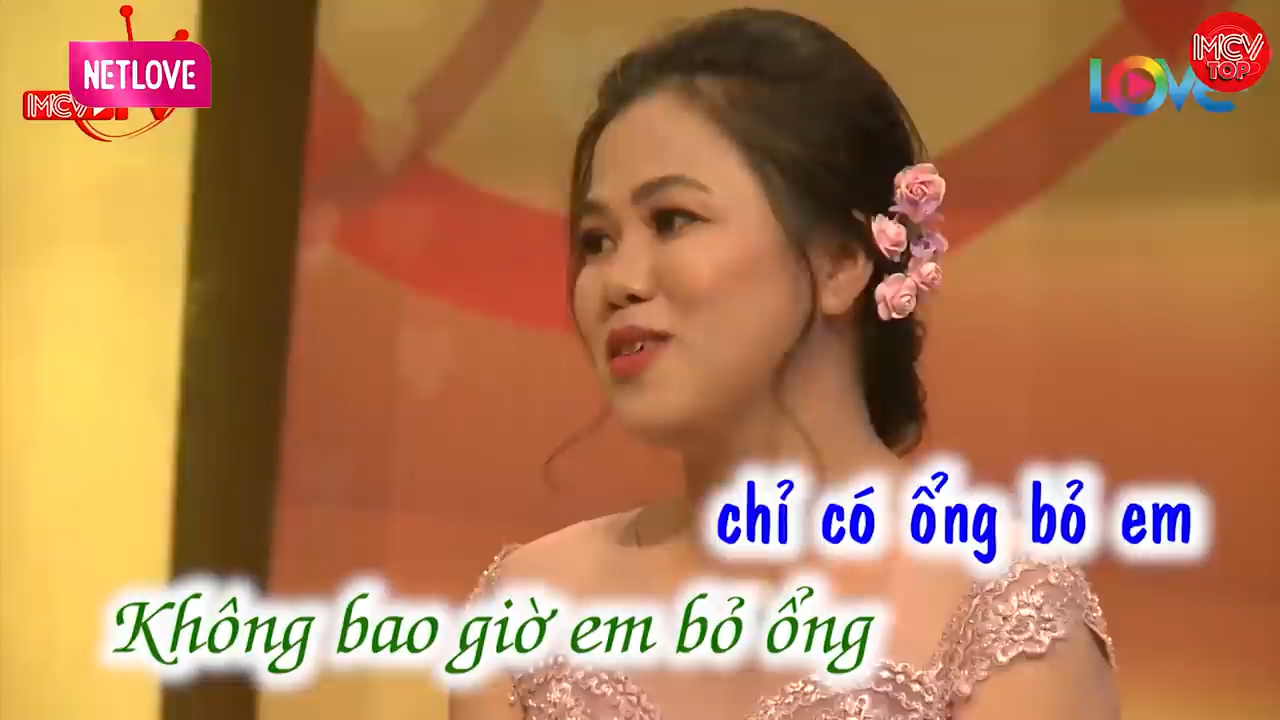 NETLOVE
IMCV
LOVE
IMCV
TOP
chỉ có ổng bỏ em
Không bao giờ em bỏ ổng